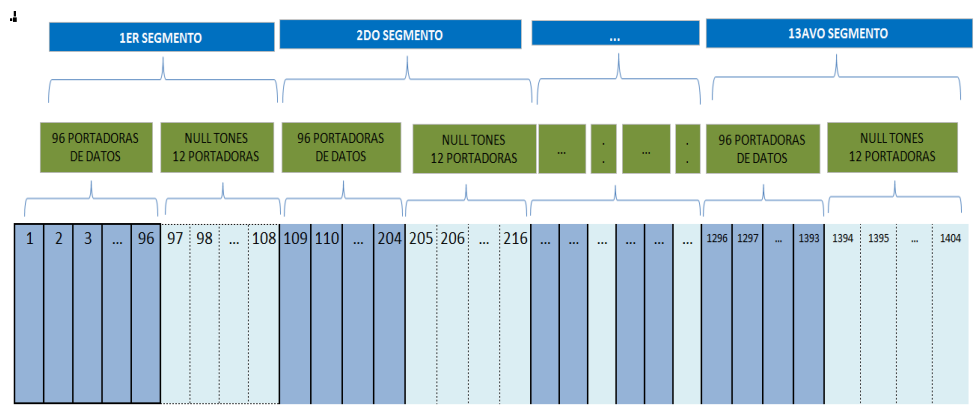 1ER SEGMENTO
2DO SEGMENTO
...
13AVO SEGMENTO
96 PORTADORAS
DE DATOS
NULL TONES
12 PORTADORAS
96 PORTADORAS
DE DATOS
NULL TONES
12 PORTADORAS
...
.
.
...
.
.
96 PORTADORAS
DE DATOS
NULL TONES
12 PORTADORAS
1 2 3 ... 96 97 98 ... 108 109 110 ... 204 205 206 ... 216 ... ... ... ... ... ... 1296 1297 ... 1393 1394 1395 ... 1404